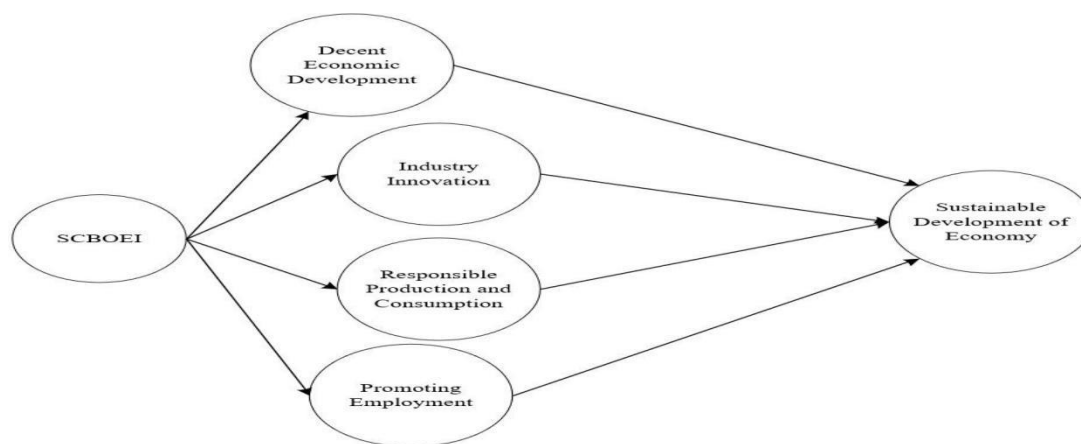 Decent
Economic
Development
Industry
Innovation
SCBOEI
Sustainable
Development of
Economy
Responsible
Production and
Consumption
Promoting
Employment